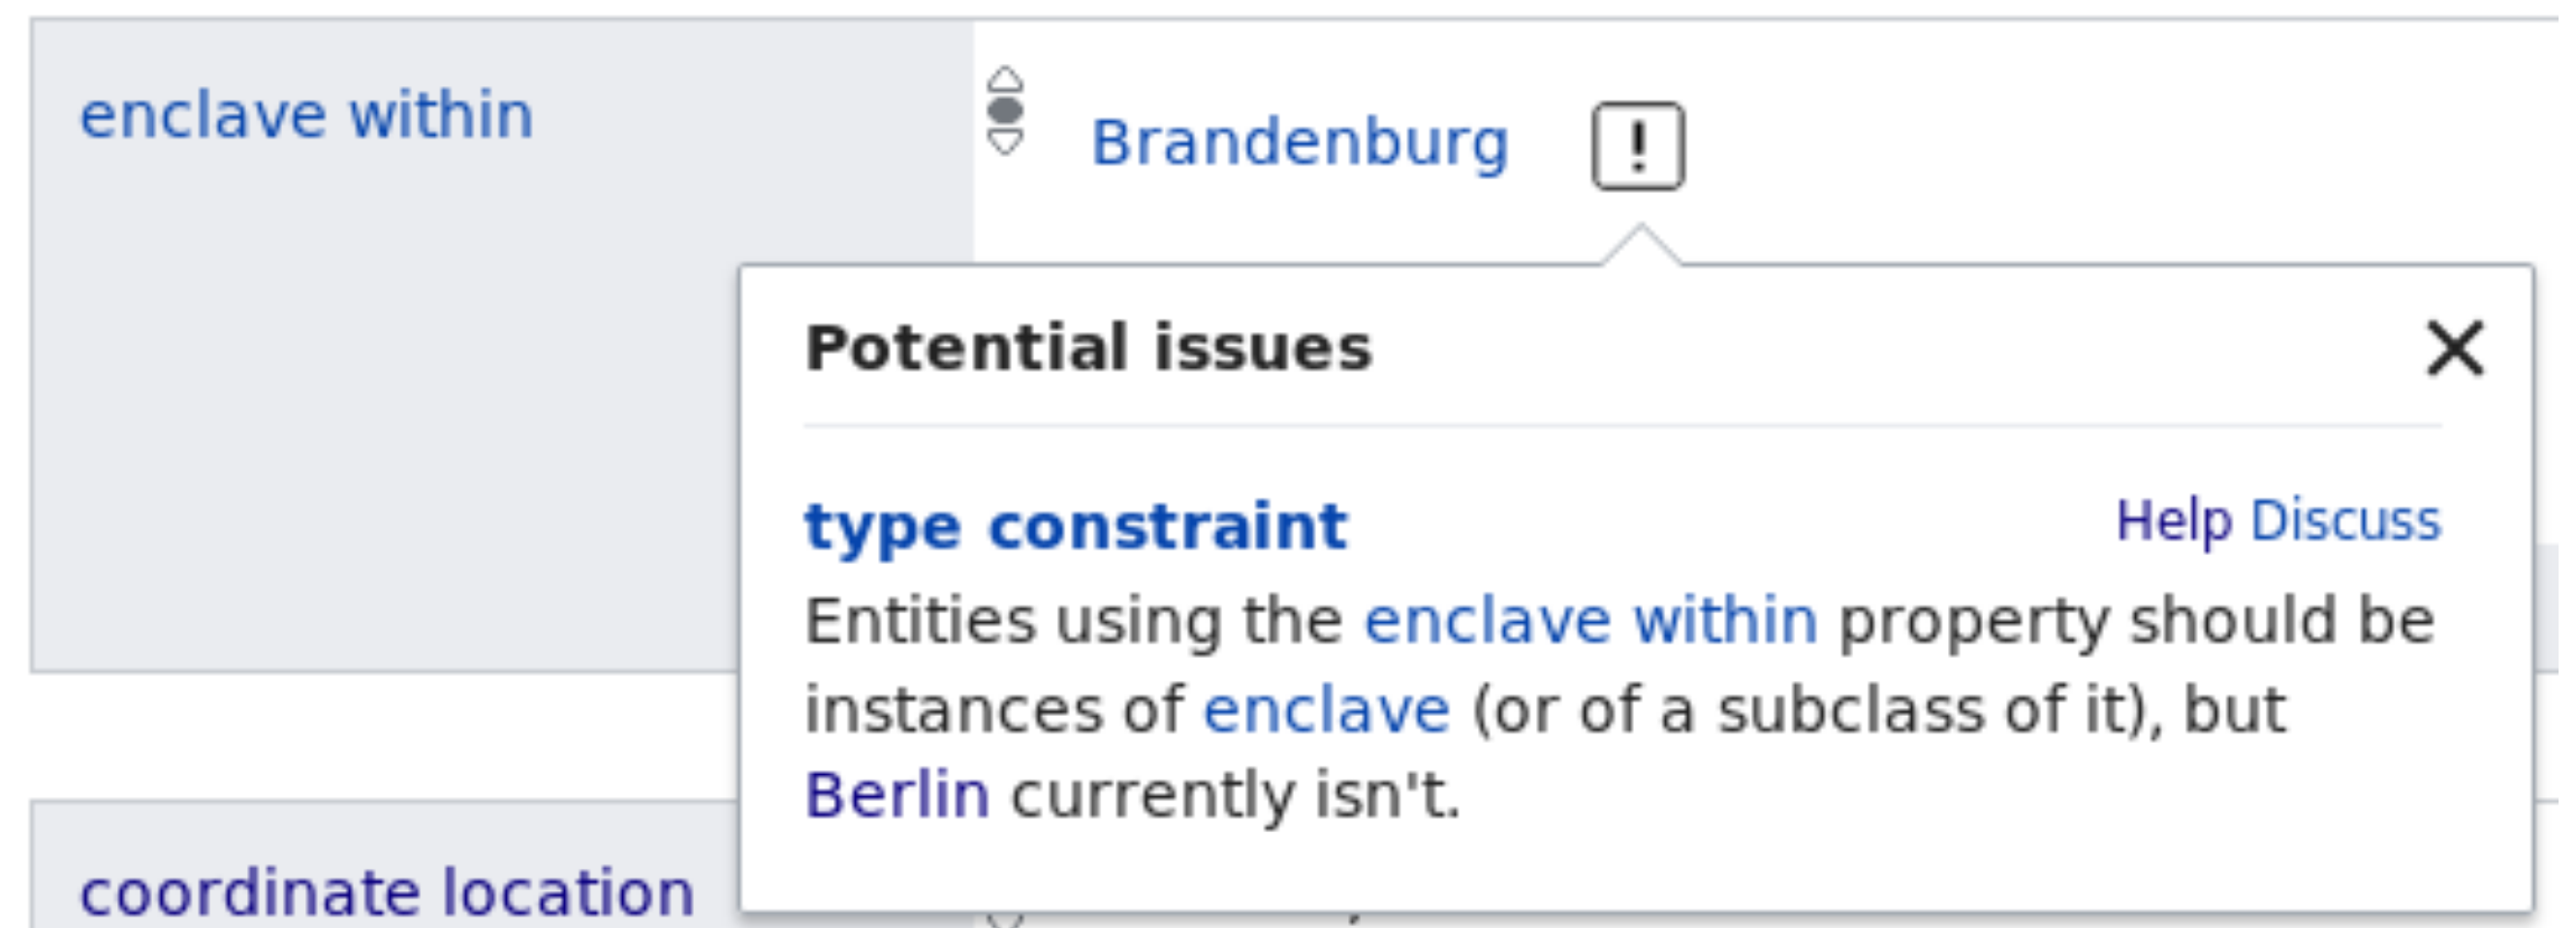 enclave within
Brandenburg
!
Potential issues
type constraint
Help Discuss
Entities using the enclave within property should be
instances of enclave (or of a subclass of it), but
Berlin currently isn't.
coordinate location